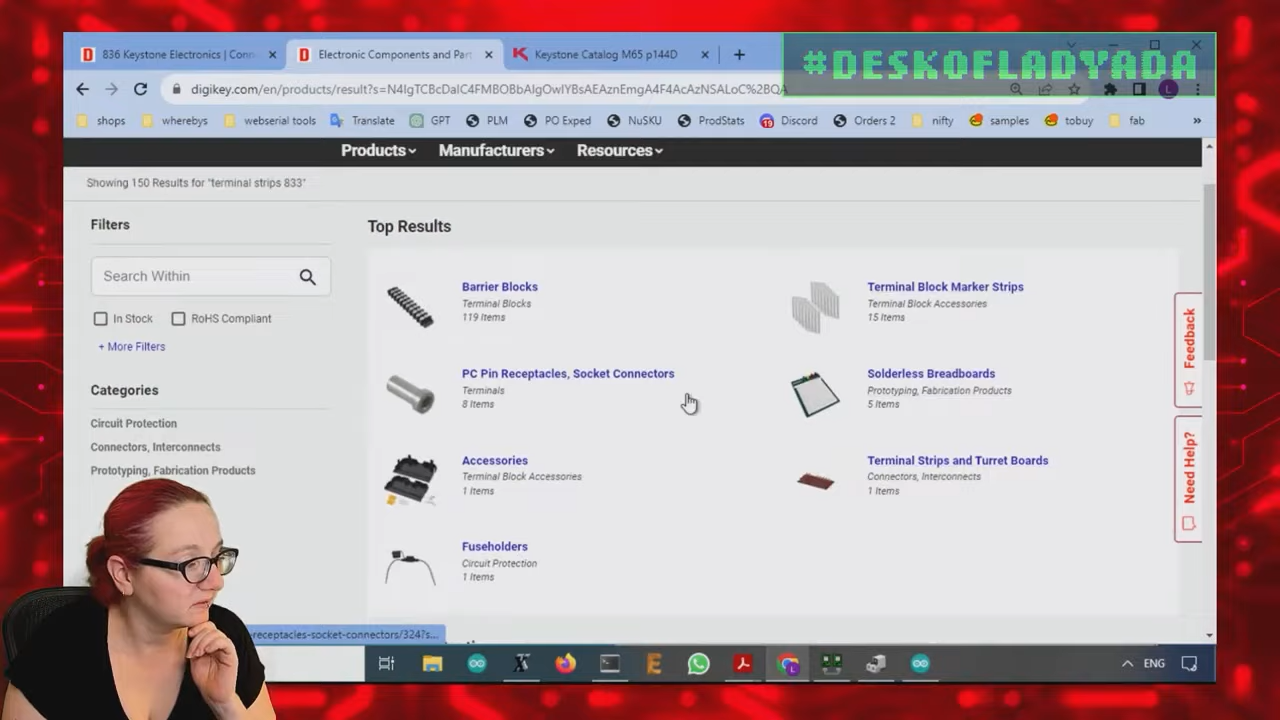 836 Keystone Electronics | Conn
Electronic Components and Part
Keystone Catalog M65 p144D
#DESKOFLADYADA
digikey.com/en/products/result?s=
shops
whereby​s
webserial tools
Translate
GPT
PLM
PO Exped
NuSKU
ProdStats
19
Discord
Orders 2
nifty
samples
tobuy
fab
Products
Manufacturers
Resources
Showing 150 Results for "terminal strips 833"
Filters
Search Within
In Stock
RoHS Compliant
+ More Filters
Categories
Circuit Protection
Connectors, Interconnects
Prototyping, Fabrication Products
Top Results
Barrier Blocks
Terminal Blocks
119 Items
PC Pin Receptacles, Socket Connectors
Terminals
8 Items
Accessories
Terminal Block Accessories
1 Items
Fuseholders
Circuit Protection
1 Items
Terminal Block Marker Strips
Terminal Block Accessories
15 Items
Solderless Breadboards
Prototyping, Fabrication Products
5 Items
Terminal Strips and Turret Boards
Connectors, Interconnects
1 Items
Feedback
Need Help?
receptacles-socket-connectors/324?s...
ENG